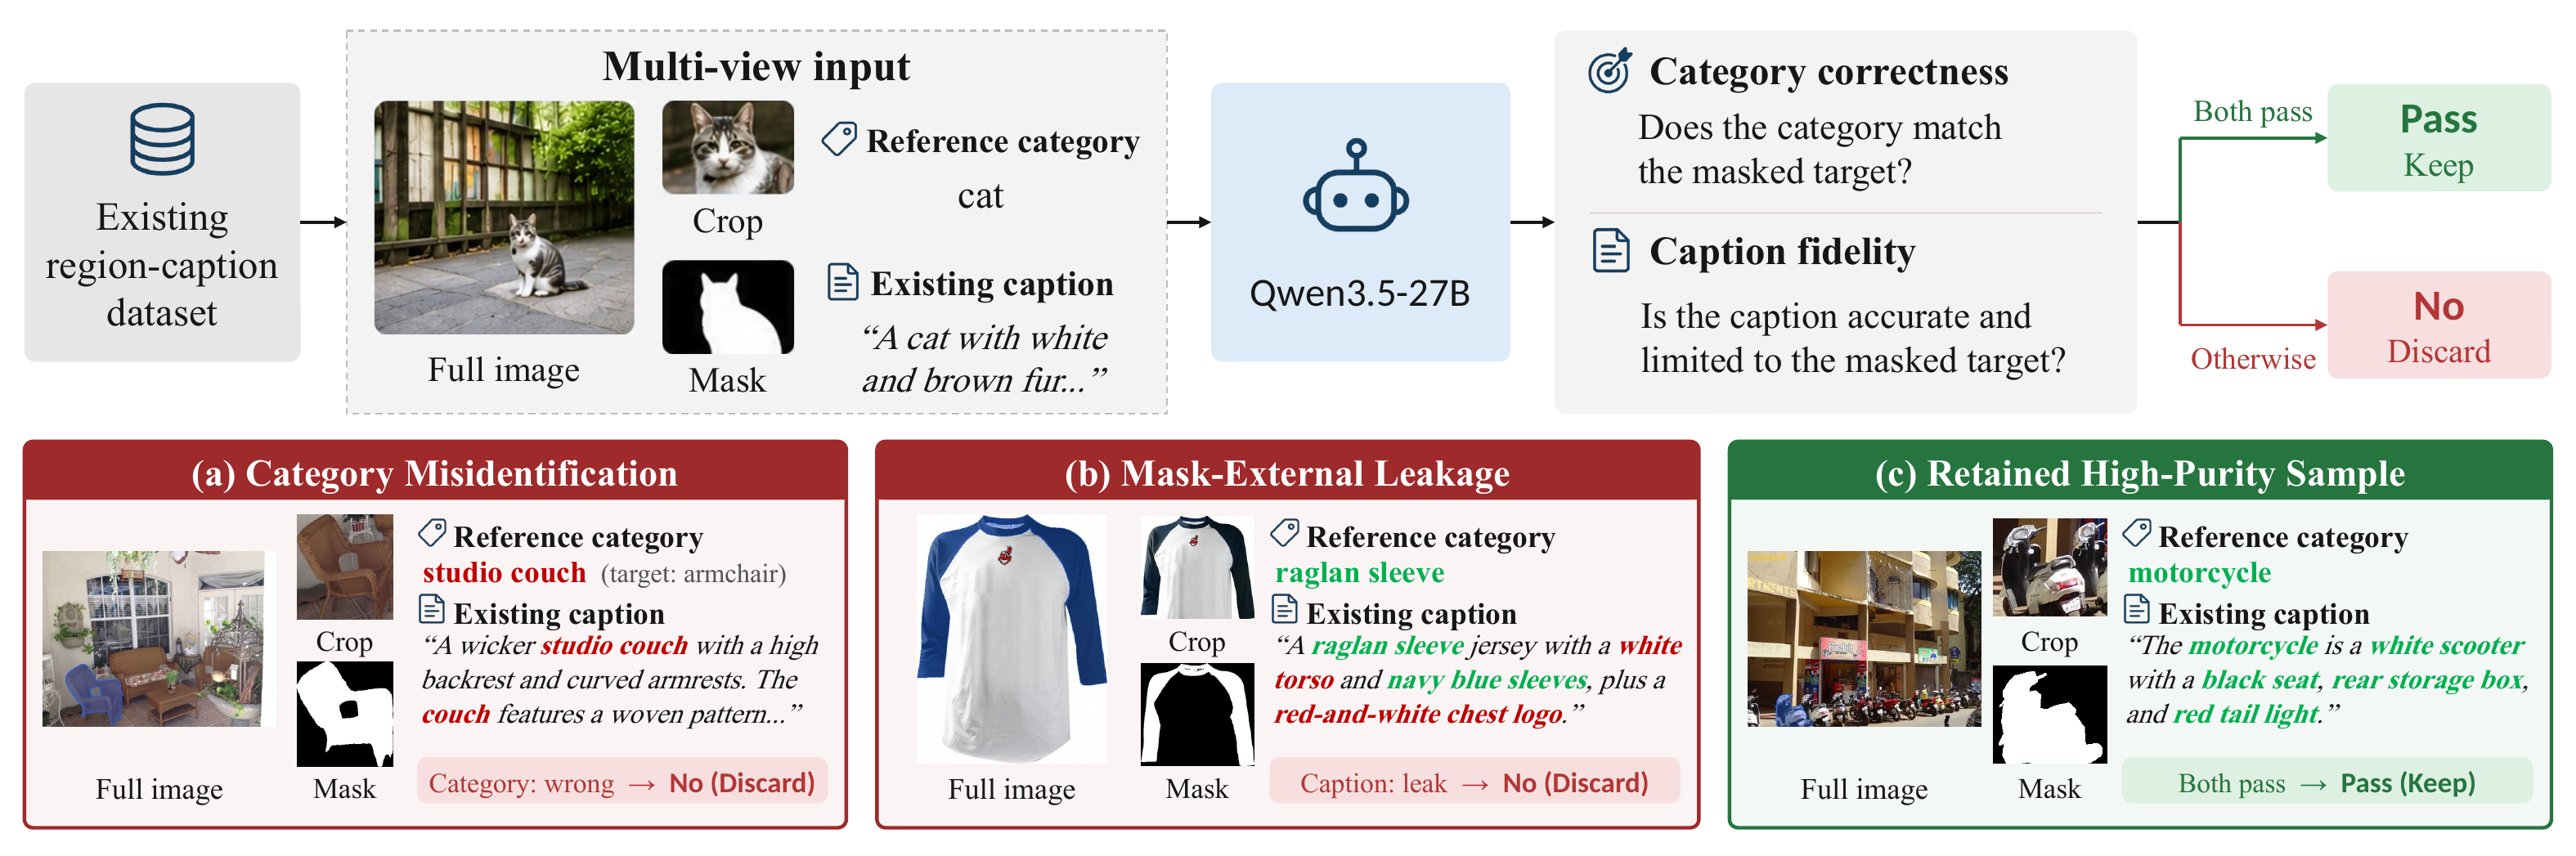 Existing
region-caption
dataset
Multi-view input
Full image
Crop
Mask
Reference category
cat
Existing caption
“A cat with white
and brown fur...”
Qwen3.5-27B
Category correctness
Does the category match
the masked target?
Caption fidelity
Is the caption accurate and
limited to the masked target?
Both pass
Pass
Keep
Otherwise
No
Discard
(a) Category Misidentification
Full image
Crop
Mask
Reference category
studio couch (target: armchair)
Existing caption
“A wicker studio couch with a high
backrest and curved armrests. The
couch features a woven pattern...”
Category: wrong → No (Discard)
(b) Mask-External Leakage
Full image
Crop
Mask
Reference category
raglan sleeve
Existing caption
“A raglan sleeve jersey with a white
torso and navy blue sleeves, plus a
red-and-white chest logo.”
Caption: leak → No (Discard)
(c) Retained High-Purity Sample
Full image
Crop
Mask
Reference category
motorcycle
Existing caption
“The motorcycle is a white scooter
with a black seat, rear storage box,
and red tail light.”
Both pass → Pass (Keep)